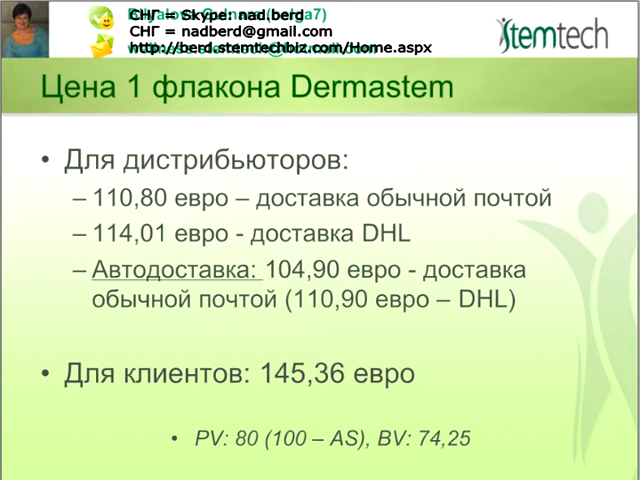 СНГ = Skype: nad.berg
СНГ = nadberd@gmail.com
http://berd.stemtechbiz.com/Home.aspx
Stemtech
Цена 1 флакона Dermastem
• Для дистрибьюторов:
– 110,80 евро – доставка обычной почтой
– 114,01 евро - доставка DHL
– Автодоставка: 104,90 евро - доставка
обычной почтой (110,90 евро – DHL)
• Для клиентов: 145,36 евро
• PV: 80 (100 – AS), BV: 74,25